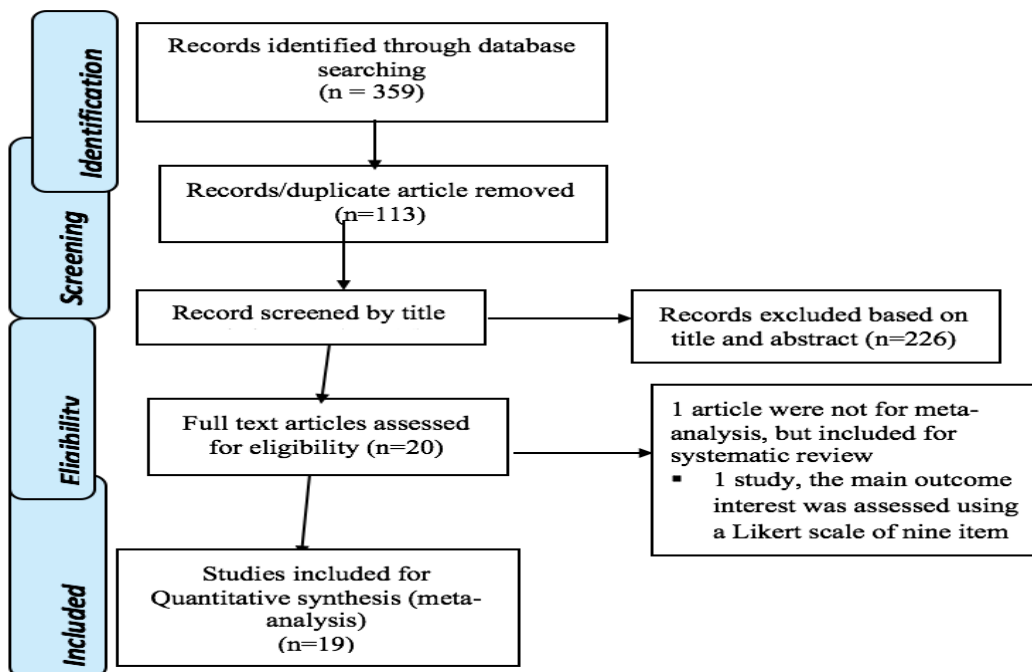 Identification
Records identified through database
searching
(n = 359)
Records/duplicate article removed
(n=113)
Screening
Record screened by title
Records excluded based on
title and abstract (n=226)
Eligibility
Full text articles assessed
for eligibility (n=20)
1 article were not for meta-
analysis, but included for
systematic review
▪ 1 study, the main outcome
interest was assessed using
a Likert scale of nine item
Included
Studies included for
Quantitative synthesis (meta-
analysis)
(n=19)